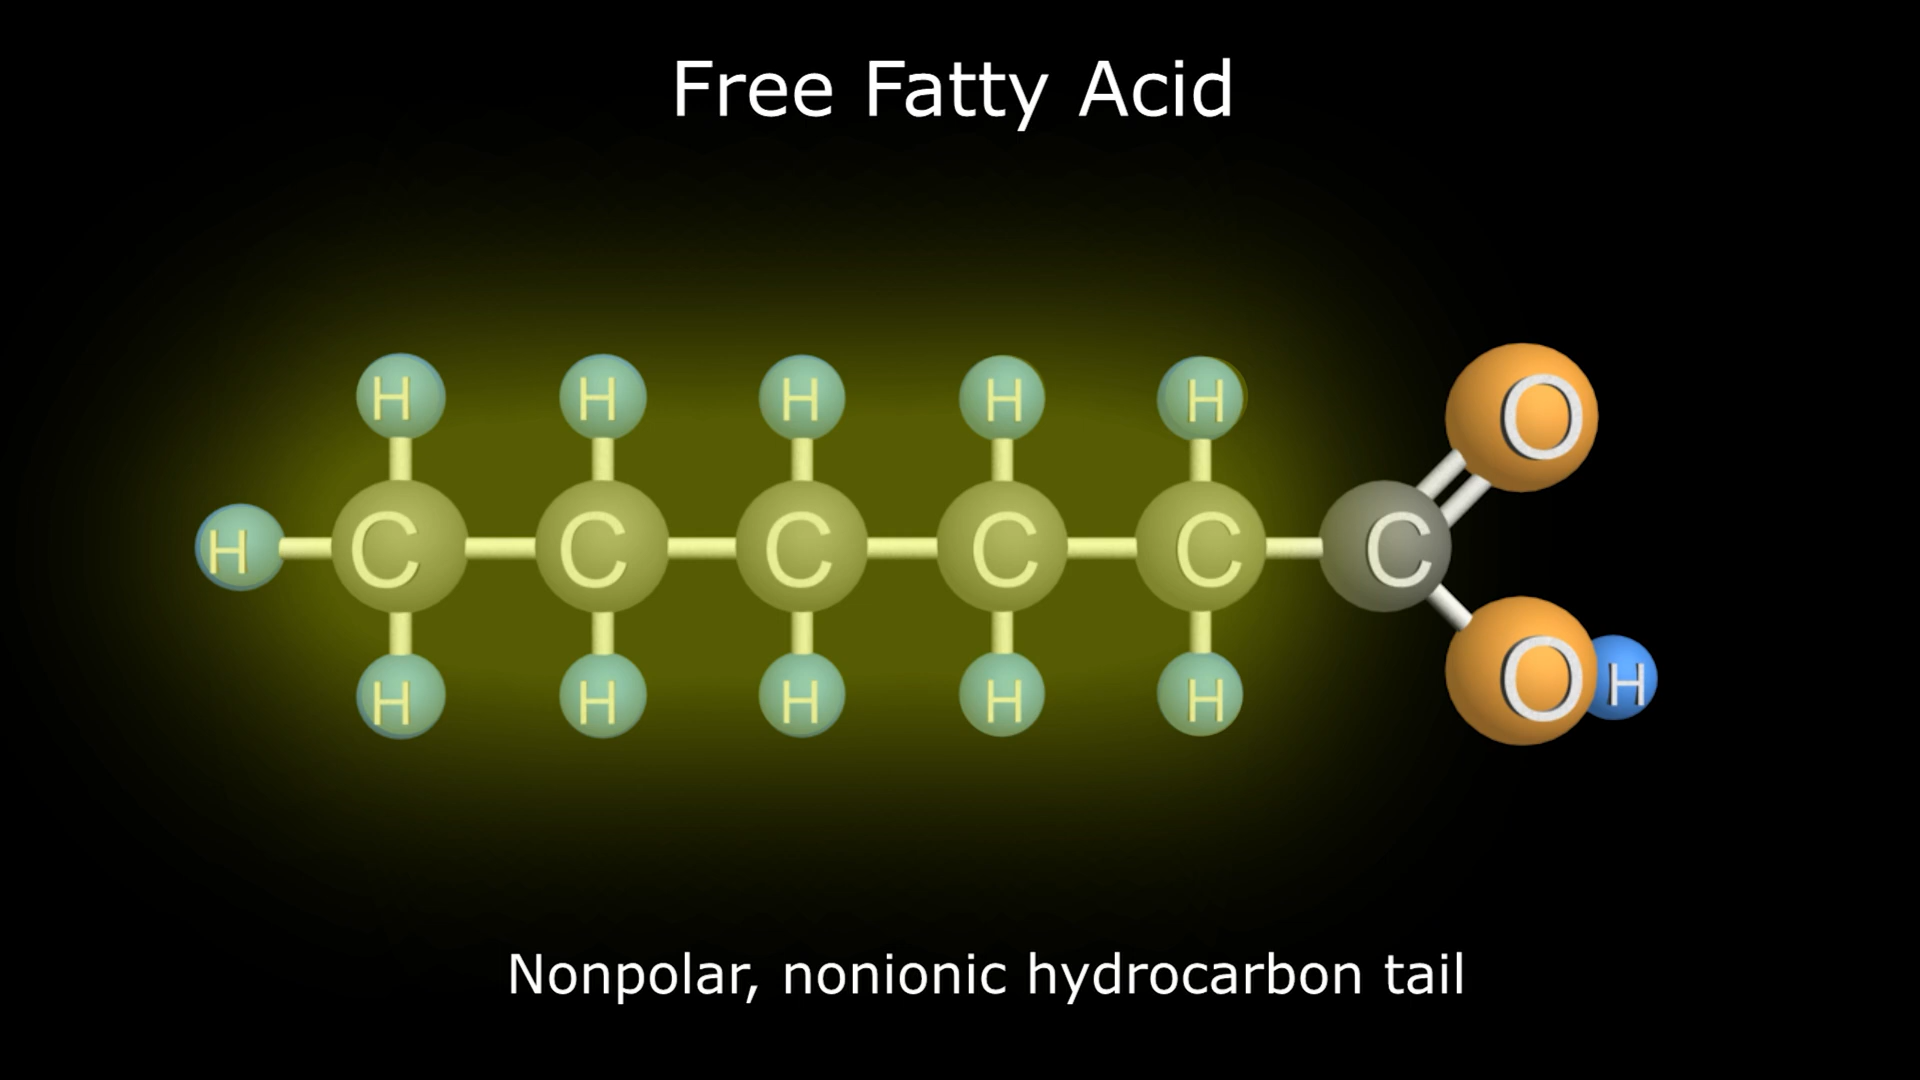 Free Fatty Acid
H H H H H O
H C C C C C C
H H H H H O H
Nonpolar, nonionic hydrocarbon tail